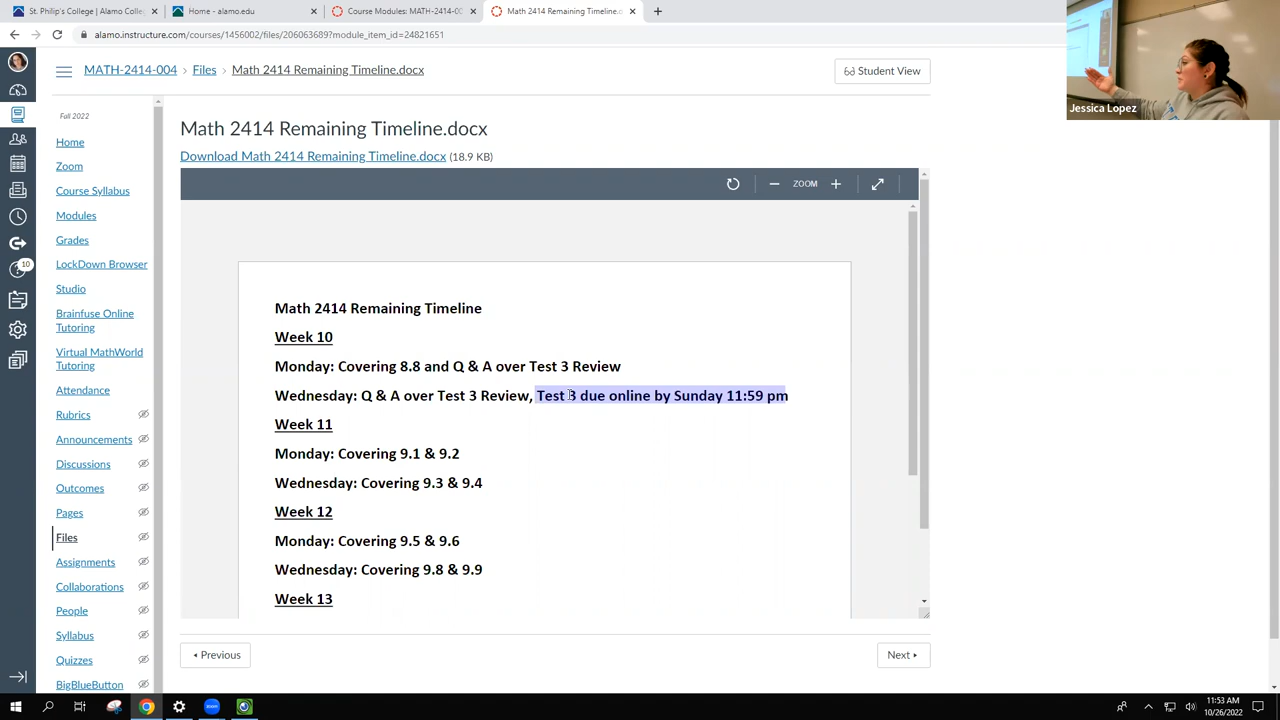 St. Philip's College | Alamo Colle
Home - alamo.edu
Course Modules: MATH-2414-00
Math 2414 Remaining Timeline.do
alamo.instructure.com/courses/1456002/files/206063689?module_item_id=24821651
MATH-2414-004 > Files > Math 2414 Remaining Timeline.docx
Student View
Jessica Lopez
Fall 2022
Home
Zoom
Course Syllabus
Modules
Grades
LockDown Browser
Studio
Brainfuse Online
Tutoring
Virtual MathWorld
Tutoring
Attendance
Rubrics
Announcements
Discussions
Outcomes
Pages
Files
Assignments
Collaborations
People
Syllabus
Quizzes
BigBlueButton
10
Math 2414 Remaining Timeline.docx
Download Math 2414 Remaining Timeline.docx (18.9 KB)
ZOOM
Math 2414 Remaining Timeline
Week 10
Monday: Covering 8.8 and Q & A over Test 3 Review
Wednesday: Q & A over Test 3 Review, Test 3 due online by Sunday 11:59 pm
Week 11
Monday: Covering 9.1 & 9.2
Wednesday: Covering 9.3 & 9.4
Week 12
Monday: Covering 9.5 & 9.6
Wednesday: Covering 9.8 & 9.9
Week 13
Previous
Next
11:53 AM
10/26/2022